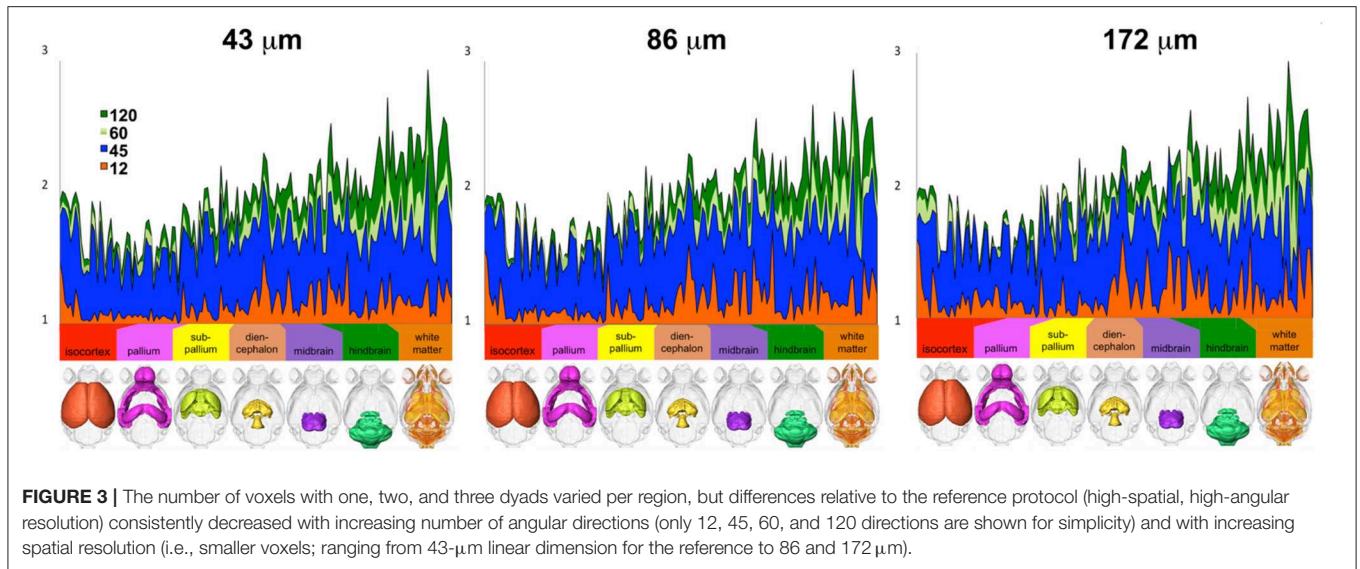 43 μm
86 μm
172 μm
3
2
1
120
60
45
12
isocortex
pallium
sub-
pallium
dien-
cephalon
midbrain
hindbrain
white
matter
3
2
1
isocortex
pallium
sub-
pallium
dien-
cephalon
midbrain
hindbrain
white
matter
3
2
1
isocortex
pallium
sub-
pallium
dien-
cephalon
midbrain
hindbrain
white
matter
FIGURE 3 | The number of voxels with one, two, and three dyads varied per region, but differences relative to the reference protocol (high-spatial, high-angular
resolution) consistently decreased with increasing number of angular directions (only 12, 45, 60, and 120 directions are shown for simplicity) and with increasing
spatial resolution (i.e., smaller voxels; ranging from 43-μm linear dimension for the reference to 86 and 172 μm).